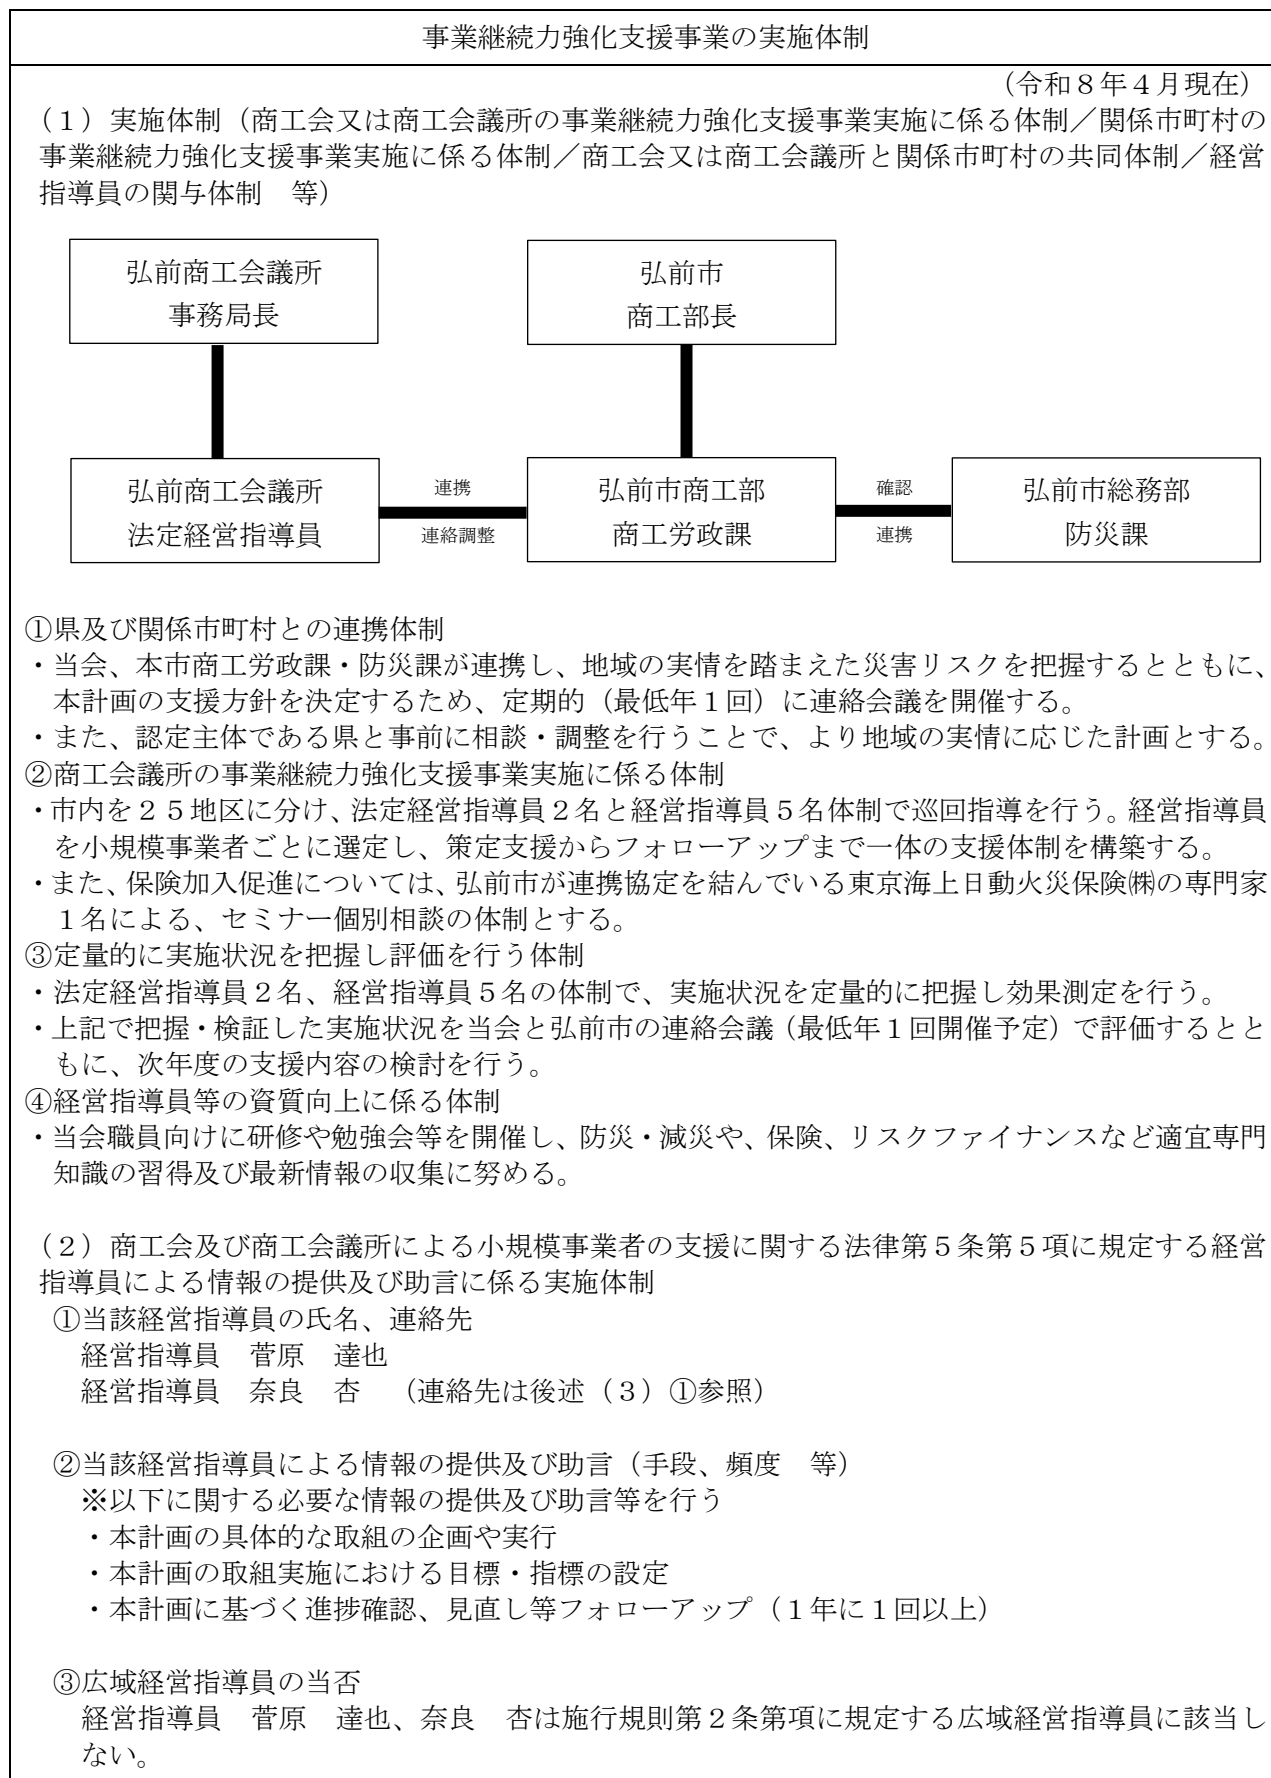 事業継続力強化支援事業の実施体制
(令和8年4月現在)
(1)実施体制(商工会又は商工会議所の事業継続力強化支援事業実施に係る体制/関係市町村の
事業継続力強化支援事業実施に係る体制/商工会又は商工会議所と関係市町村の共同体制/経営
指導員の関与体制 等)
弘前商工会議所
事務局長
弘前市
商工部長
弘前商工会議所
法定経営指導員
連携
連絡調整
弘前市商工部
商工労政課
確認
連携
弘前市総務部
防災課
①県及び関係市町村との連携体制
・当会、本市商工労政課・防災課が連携し、地域の実情を踏まえた災害リスクを把握するとともに、
本計画の支援方針を決定するため、定期的(最低年1回)に連絡会議を開催する。
・また、認定主体である県と事前に相談・調整を行うことで、より地域の実情に応じた計画とする。
②商工会議所の事業継続力強化支援事業実施に係る体制
・市内を25地区に分け、法定経営指導員2名と経営指導員5名体制で巡回指導を行う。経営指導員
を小規模事業者ごとに選定し、策定支援からフォローアップまで一体の支援体制を構築する。
・また、保険加入促進については、弘前市が連携協定を結んでいる東京海上日動火災保険㈱の専門家
1名による、セミナー個別相談の体制とする。
③定量的に実施状況を把握し評価を行う体制
・法定経営指導員2名、経営指導員5名の体制で、実施状況を定量的に把握し効果測定を行う。
・上記で把握・検証した実施状況を当会と弘前市の連絡会議(最低年1回開催予定)で評価するとと
もに、次年度の支援内容の検討を行う。
④経営指導員等の資質向上に係る体制
・当会職員向けに研修や勉強会等を開催し、防災・減災や、保険、リスクファイナンスなど適宜専門
知識の習得及び最新情報の収集に努める。
(2)商工会及び商工会議所による小規模事業者の支援に関する法律第5条第5項に規定する経営
指導員による情報の提供及び助言に係る実施体制
①当該経営指導員の氏名、連絡先
経営指導員 菅原 達也
経営指導員 奈良 杏 (連絡先は後述(3)①参照)
②当該経営指導員による情報の提供及び助言(手段、頻度 等)
※以下に関する必要な情報の提供及び助言等を行う
・本計画の具体的な取組の企画や実行
・本計画の取組実施における目標・指標の設定
・本計画に基づく進捗確認、見直し等フォローアップ(1年に1回以上)
③広域経営指導員の当否
経営指導員 菅原 達也、奈良 杏は施行規則第2条第項に規定する広域経営指導員に該当し
ない。